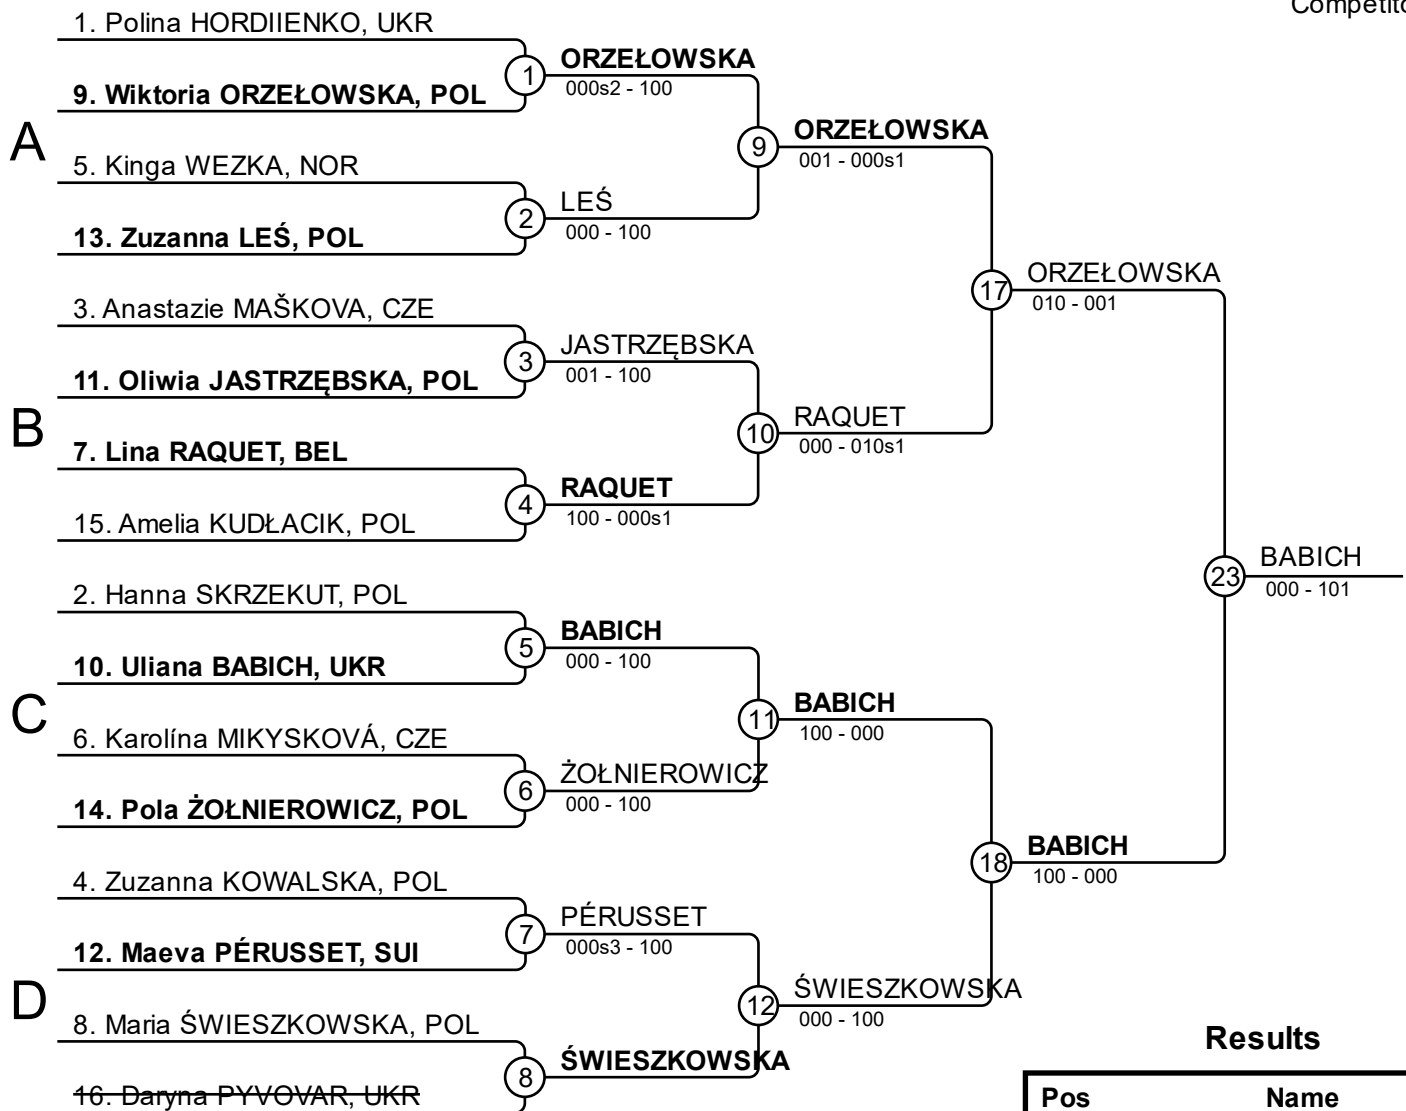 Competito
1. Polina HORDIIENKO, UKR
1
ORZEŁOWSKA
000s2 - 100
9. Wiktoria ORZEŁOWSKA, POL
A
9
ORZEŁOWSKA
001 - 000s1
5. Kinga WEZKA, NOR
2
LEŚ
000 - 100
13. Zuzanna LEŚ, POL
17
ORZEŁOWSKA
010 - 001
3. Anastazie MAŠKOVA, CZE
3
JASTRZĘBSKA
001 - 100
11. Oliwia JASTRZĘBSKA, POL
B
10
RAQUET
000 - 010s1
7. Lina RAQUET, BEL
4
RAQUET
100 - 000s1
15. Amelia KUDŁACIK, POL
23
BABICH
000 - 101
2. Hanna SKRZEKUT, POL
5
BABICH
000 - 100
10. Uliana BABICH, UKR
C
11
BABICH
100 - 000
6. Karolína MIKYSKOVÁ, CZE
6
ŻOŁNIEROWICZ
000 - 100
14. Pola ŻOŁNIEROWICZ, POL
18
BABICH
100 - 000
4. Zuzanna KOWALSKA, POL
7
PÉRUSSET
000s3 - 100
12. Maeva PÉRUSSET, SUI
D
12
ŚWIESZKOWSKA
000 - 100
8. Maria ŚWIESZKOWSKA, POL
8
ŚWIESZKOWSKA
16. Daryna PYVOVAR, UKR
Results
Pos Name